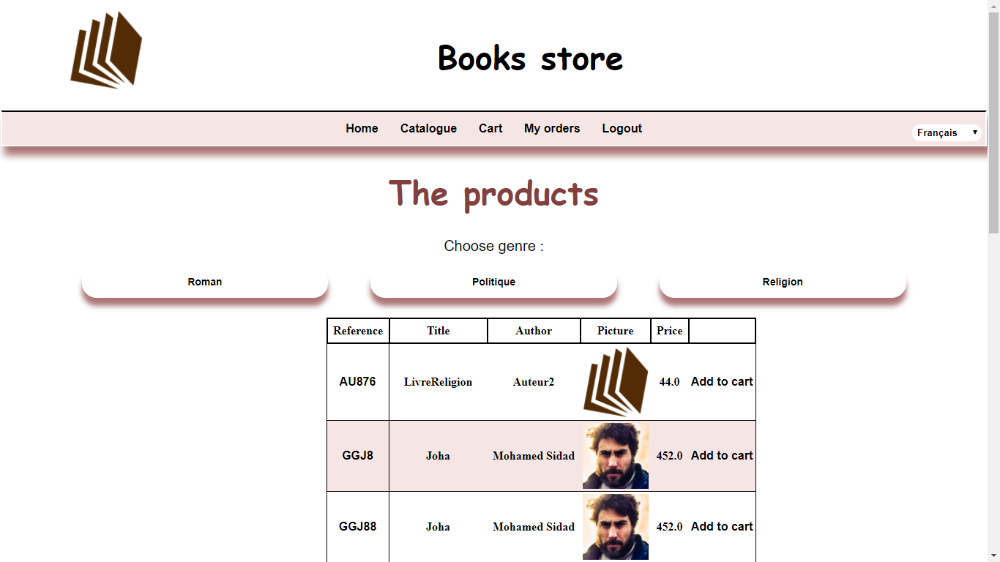 Books store
Home Catalogue Cart My orders Logout
Français
The products
Choose genre :
Roman Politique Religion
Reference Title Author Picture Price
AU876 LivreReligion Auteur2 44.0 Add to cart
GGJ8 Joha Mohamed Sidad 452.0 Add to cart
GGJ88 Joha Mohamed Sidad 452.0 Add to cart